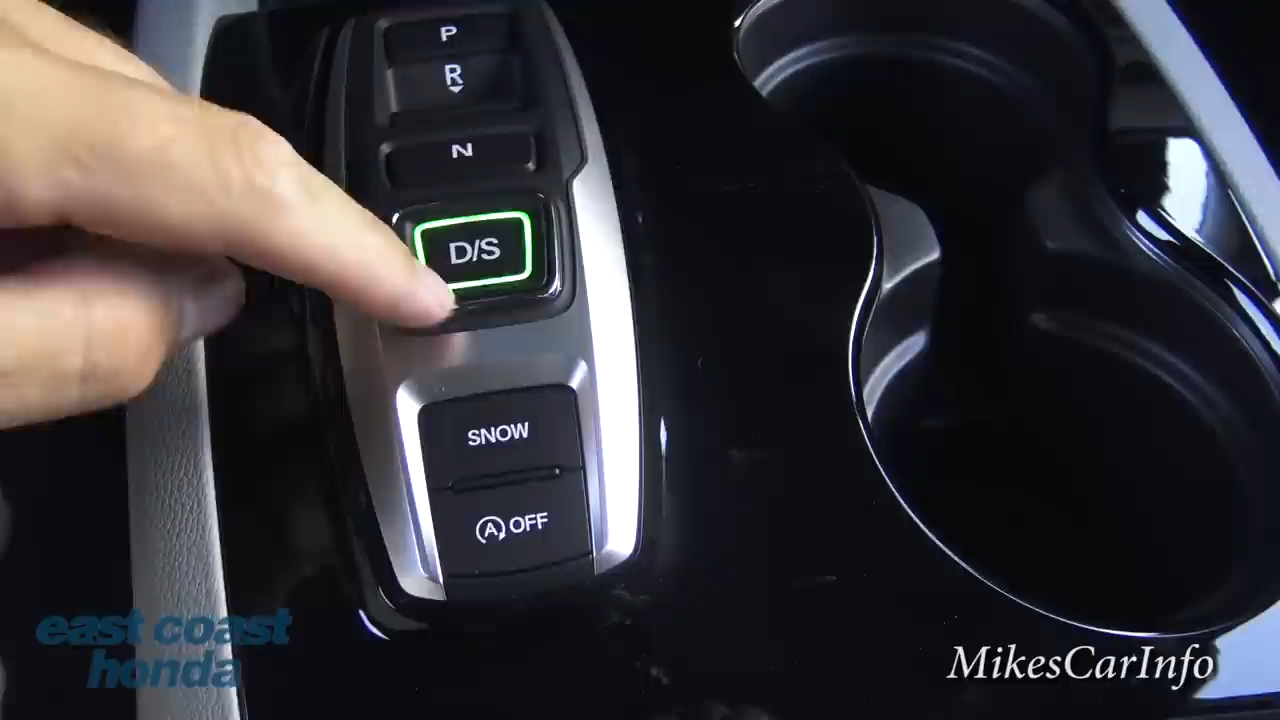 P
R
N
D/S
SNOW
A OFF
east coast
honda
MikesCarInfo